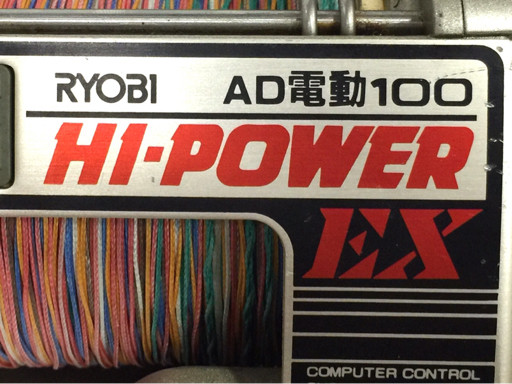 RYOBI AD電動100
HI-POWER
EX
COMPUTER CONTROL